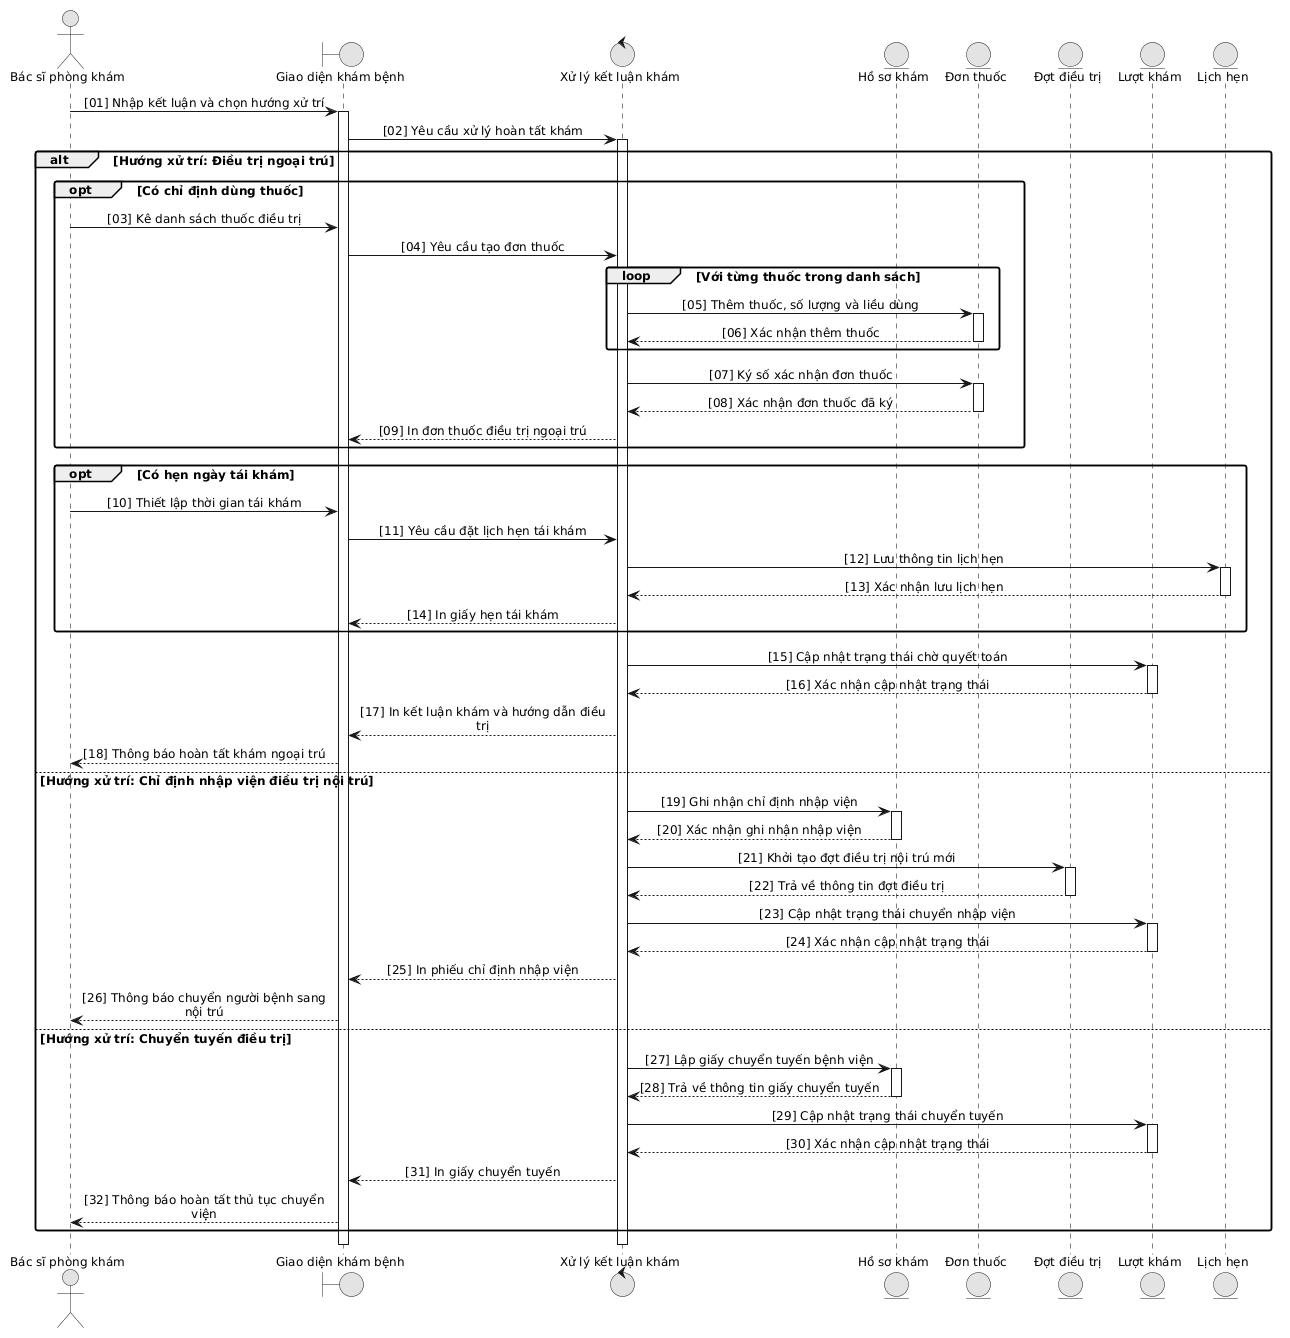 Bác sĩ phòng khám
Giao diện khám bệnh
Xử lý kết luận khám
Hồ sơ khám
Đơn thuốc
Đợt điều trị
Lượt khám
Lịch hẹn
[01] Nhập kết luận và chọn hướng xử trí
[02] Yêu cầu xử lý hoàn tất khám
alt
[Hướng xử trí: Điều trị ngoại trú]
opt
[Có chỉ định dùng thuốc]
[03] Kê danh sách thuốc điều trị
[04] Yêu cầu tạo đơn thuốc
loop
[Với từng thuốc trong danh sách]
[05] Thêm thuốc, số lượng và liều dùng
[06] Xác nhận thêm thuốc
[07] Ký số xác nhận đơn thuốc
[08] Xác nhận đơn thuốc đã ký
[09] In đơn thuốc điều trị ngoại trú
opt
[Có hẹn ngày tái khám]
[10] Thiết lập thời gian tái khám
[11] Yêu cầu đặt lịch hẹn tái khám
[12] Lưu thông tin lịch hẹn
[13] Xác nhận lưu lịch hẹn
[14] In giấy hẹn tái khám
[15] Cập nhật trạng thái chờ quyết toán
[16] Xác nhận cập nhật trạng thái
[17] In kết luận khám và hướng dẫn điều
trị
[18] Thông báo hoàn tất khám ngoại trú
[Hướng xử trí: Chỉ định nhập viện điều trị nội trú]
[19] Ghi nhận chỉ định nhập viện
[20] Xác nhận ghi nhận nhập viện
[21] Khởi tạo đợt điều trị nội trú mới
[22] Trả về thông tin đợt điều trị
[23] Cập nhật trạng thái chuyển nhập viện
[24] Xác nhận cập nhật trạng thái
[25] In phiếu chỉ định nhập viện
[26] Thông báo chuyển người bệnh sang
nội trú
[Hướng xử trí: Chuyển tuyến điều trị]
[27] Lập giấy chuyển tuyến bệnh viện
[28] Trả về thông tin giấy chuyển tuyến
[29] Cập nhật trạng thái chuyển tuyến
[30] Xác nhận cập nhật trạng thái
[31] In giấy chuyển tuyến
[32] Thông báo hoàn tất thủ tục chuyển
viện
Bác sĩ phòng khám
Giao diện khám bệnh
Xử lý kết luận khám
Hồ sơ khám
Đơn thuốc
Đợt điều trị
Lượt khám
Lịch hẹn